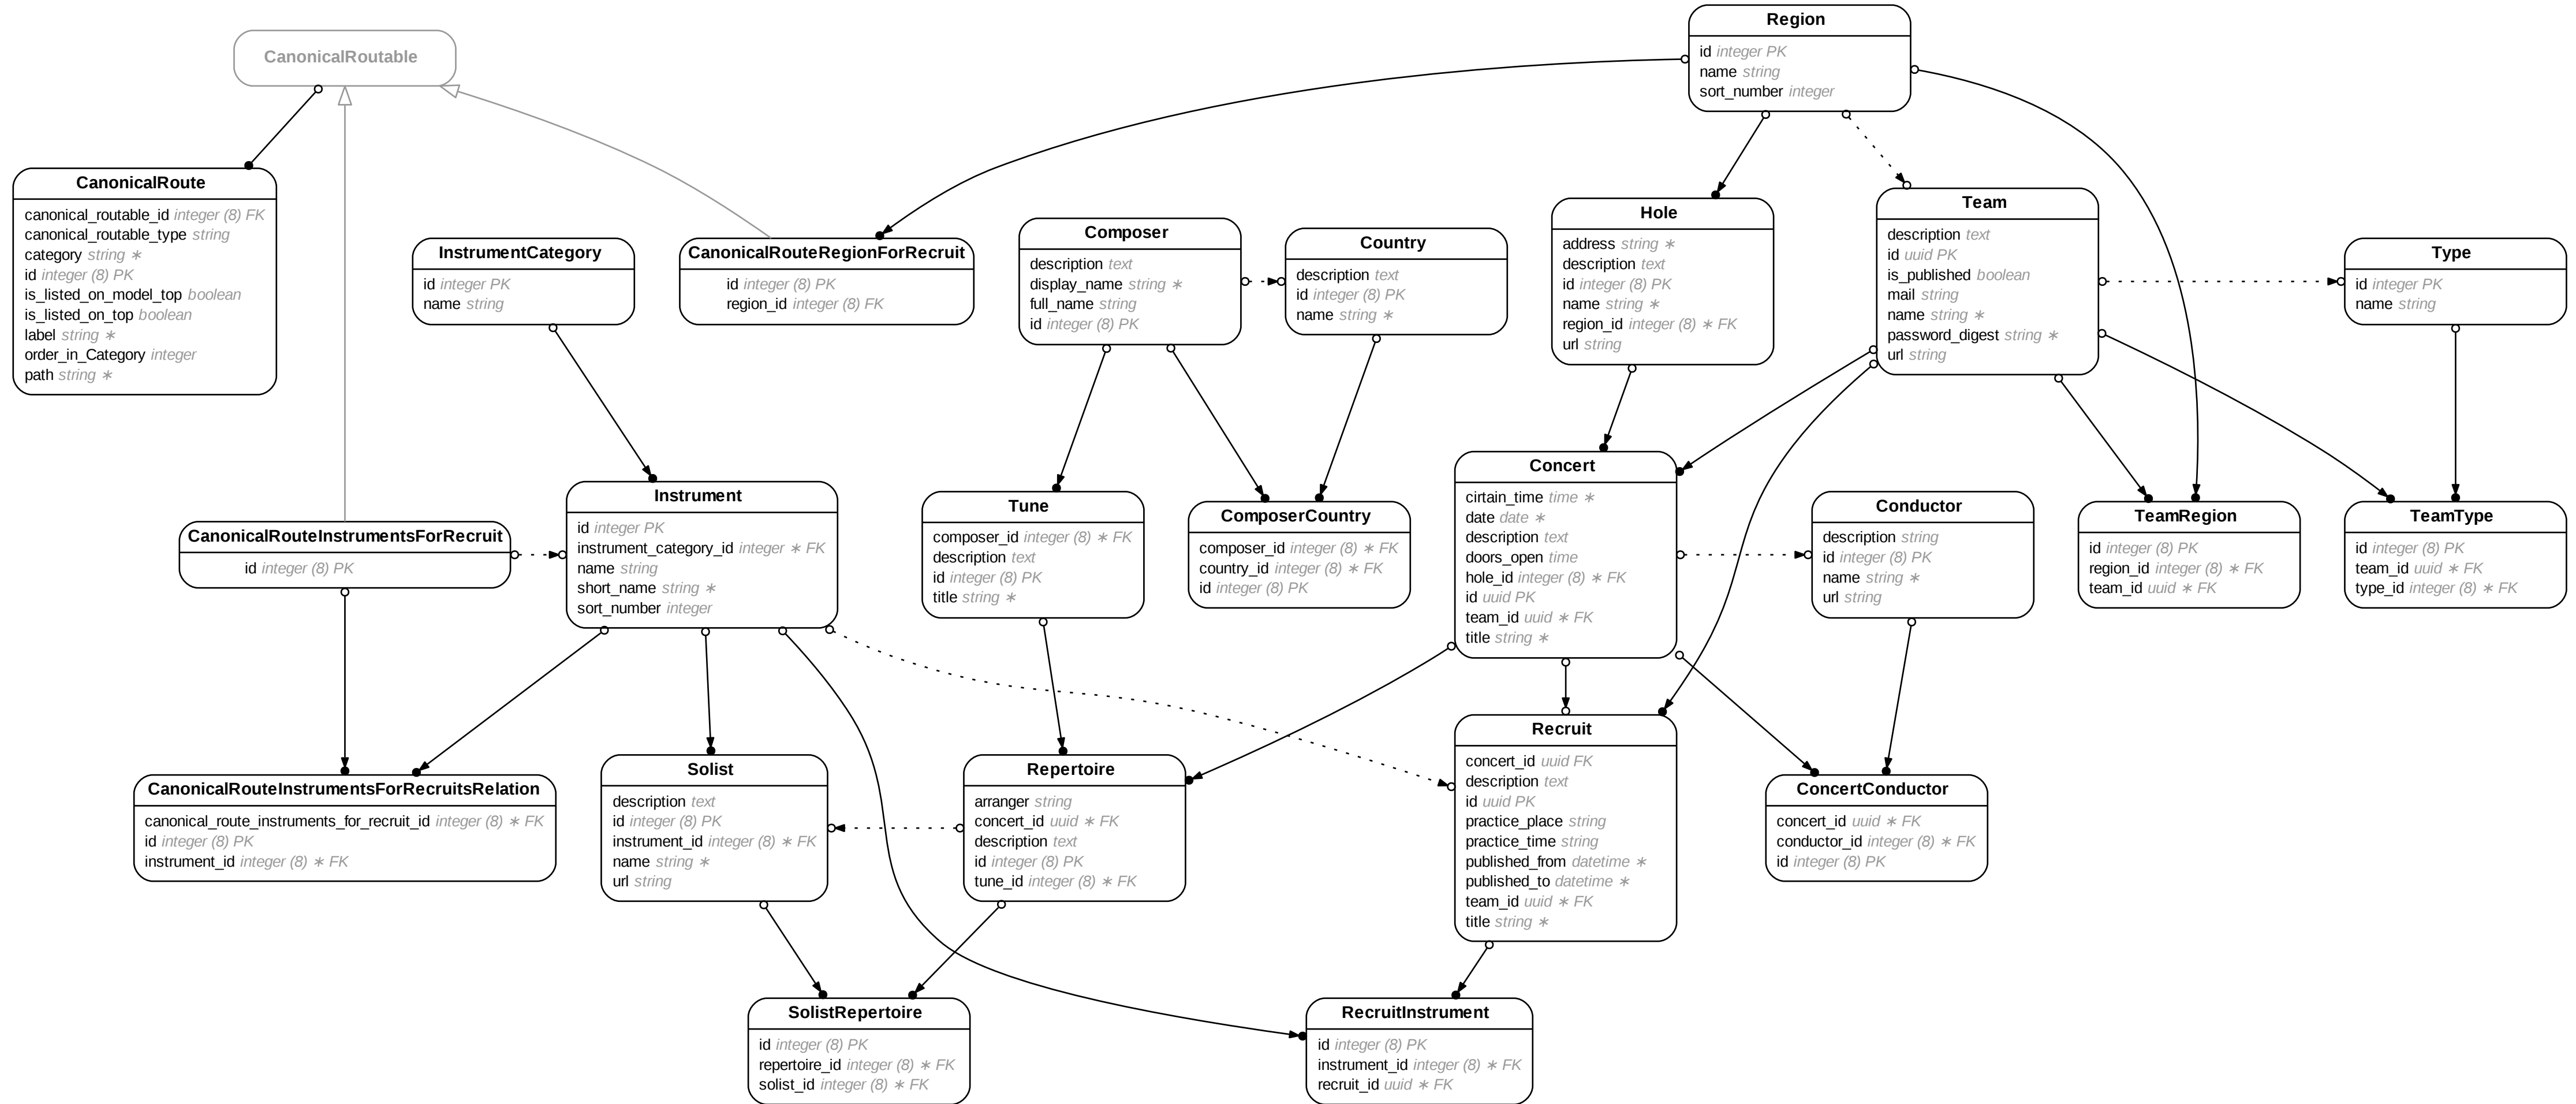 CanonicalRoutable
Region
id integer PK
name string
sort_number integer
CanonicalRoute
canonical_routable_id integer (8) FK
canonical_routable_type string
category string ∗
id integer (8) PK
is_listed_on_model_top boolean
is_listed_on_top boolean
label string ∗
order_in_Category integer
path string ∗
InstrumentCategory
id integer PK
name string
CanonicalRouteRegionForRecruit
id integer (8) PK
region_id integer (8) FK
Composer
description text
display_name string ∗
full_name string
id integer (8) PK
Country
description text
id integer (8) PK
name string ∗
Hole
address string ∗
description text
id integer (8) PK
name string ∗
region_id integer (8) ∗ FK
url string
Team
description text
id uuid PK
is_published boolean
mail string
name string ∗
password_digest string ∗
url string
Type
id integer PK
name string
CanonicalRouteInstrumentsForRecruit
id integer (8) PK
Instrument
id integer PK
instrument_category_id integer ∗ FK
name string
short_name string ∗
sort_number integer
Tune
composer_id integer (8) ∗ FK
description text
id integer (8) PK
title string ∗
ComposerCountry
composer_id integer (8) ∗ FK
country_id integer (8) ∗ FK
id integer (8) PK
Concert
cirtain_time time ∗
date date ∗
description text
doors_open time
hole_id integer (8) ∗ FK
id uuid PK
team_id uuid ∗ FK
title string ∗
Conductor
description string
id integer (8) PK
name string ∗
url string
TeamRegion
id integer (8) PK
region_id integer (8) ∗ FK
team_id uuid ∗ FK
TeamType
id integer (8) PK
team_id uuid ∗ FK
type_id integer (8) ∗ FK
CanonicalRouteInstrumentsForRecruitsRelation
canonical_route_instruments_for_recruit_id integer (8) ∗ FK
id integer (8) PK
instrument_id integer (8) ∗ FK
Solist
description text
id integer (8) PK
instrument_id integer (8) ∗ FK
name string ∗
url string
Repertoire
arranger string
concert_id uuid ∗ FK
description text
id integer (8) PK
tune_id integer (8) ∗ FK
Recruit
concert_id uuid FK
description text
id uuid PK
practice_place string
practice_time string
published_from datetime ∗
published_to datetime ∗
team_id uuid ∗ FK
title string ∗
ConcertConductor
concert_id uuid ∗ FK
conductor_id integer (8) ∗ FK
id integer (8) PK
SolistRepertoire
id integer (8) PK
repertoire_id integer (8) ∗ FK
solist_id integer (8) ∗ FK
RecruitInstrument
id integer (8) PK
instrument_id integer (8) ∗ FK
recruit_id uuid ∗ FK